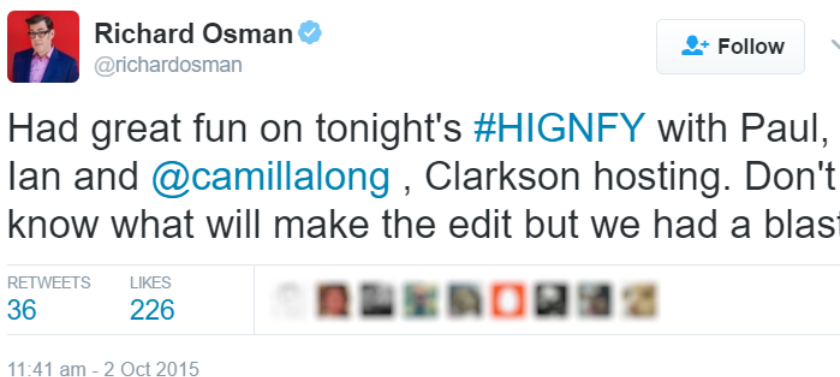 Richard Osman
@richardosman
Follow
Had great fun on tonight's #HIGNFY with Paul,
Ian and @camillalong , Clarkson hosting. Don't
know what will make the edit but we had a blast
RETWEETS LIKES
36 226
11:41 am - 2 Oct 2015